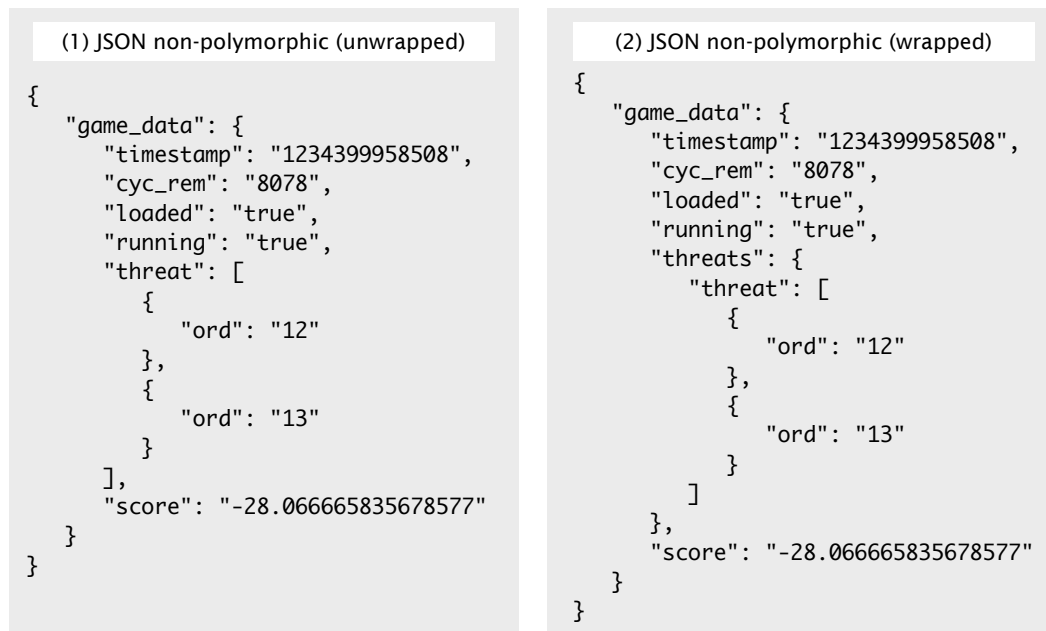 (1) JSON non-polymorphic (unwrapped)
{
   "game_data": {
      "timestamp": "1234399958508",
      "cyc_rem": "8078",
      "loaded": "true",
      "running": "true",
      "threat": [
         {
            "ord": "12"
         },
         {
            "ord": "13"
         }
      ],
      "score": "-28.066665835678577"
   }
}
(2) JSON non-polymorphic (wrapped)
{
   "game_data": {
      "timestamp": "1234399958508",
      "cyc_rem": "8078",
      "loaded": "true",
      "running": "true",
      "threats": {
         "threat": [
            {
               "ord": "12"
            },
            {
               "ord": "13"
            }
         ]
      },
      "score": "-28.066665835678577"
   }
}